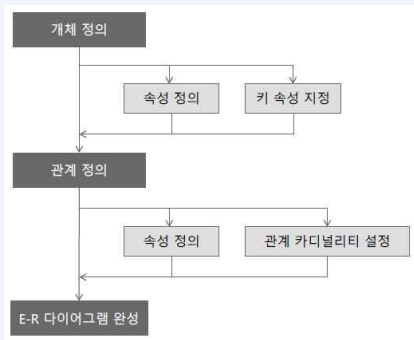 개체 정의
속성 정의
키 속성 지정
관계 정의
속성 정의
관계 카디널리티 설정
E-R 다이어그램 완성